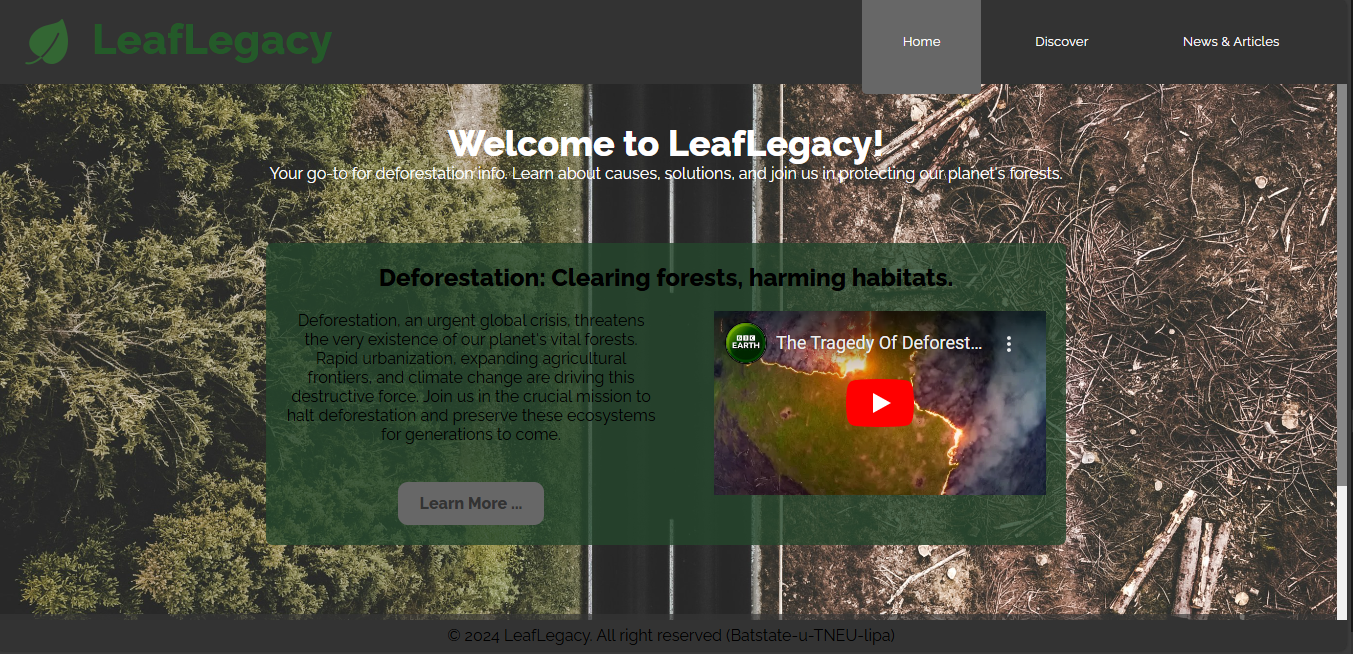 LeafLegacy
Home
Discover
News & Articles
Welcome to LeafLegacy!
Your go-to for deforestation info. Learn about causes, solutions, and join us in protecting our planet's forests.
Deforestation: Clearing forests, harming habitats.
Deforestation, an urgent global crisis, threatens
the very existence of our planet's vital forests.
Rapid urbanization, expanding agricultural
frontiers, and climate change are driving this
destructive force. Join us in the crucial mission to
halt deforestation and preserve these ecosystems
for generations to come.
Learn More ...
BBC
EARTH
The Tragedy Of Deforest...
© 2024 LeafLegacy. All right reserved (Batstate-u-TNEU-lipa)